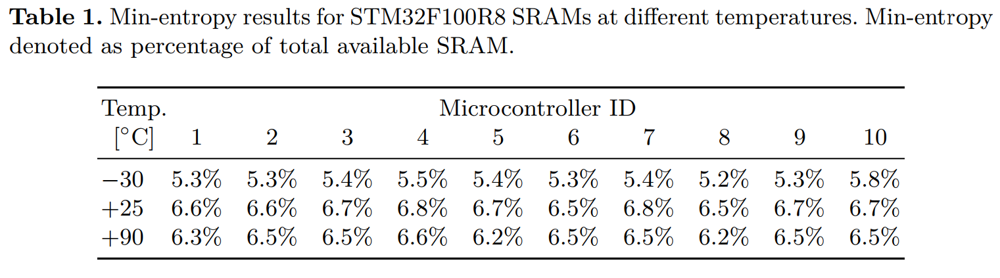 Table 1. Min-entropy results for STM32F100R8 SRAMs at different temperatures. Min-entropy
denoted as percentage of total available SRAM.
Temp. Microcontroller ID
[°C] 1 2 3 4 5 6 7 8 9 10
−30 5.3% 5.3% 5.4% 5.5% 5.4% 5.3% 5.4% 5.2% 5.3% 5.8%
+25 6.6% 6.6% 6.7% 6.8% 6.7% 6.5% 6.8% 6.5% 6.7% 6.7%
+90 6.3% 6.5% 6.5% 6.6% 6.2% 6.5% 6.5% 6.2% 6.5% 6.5%